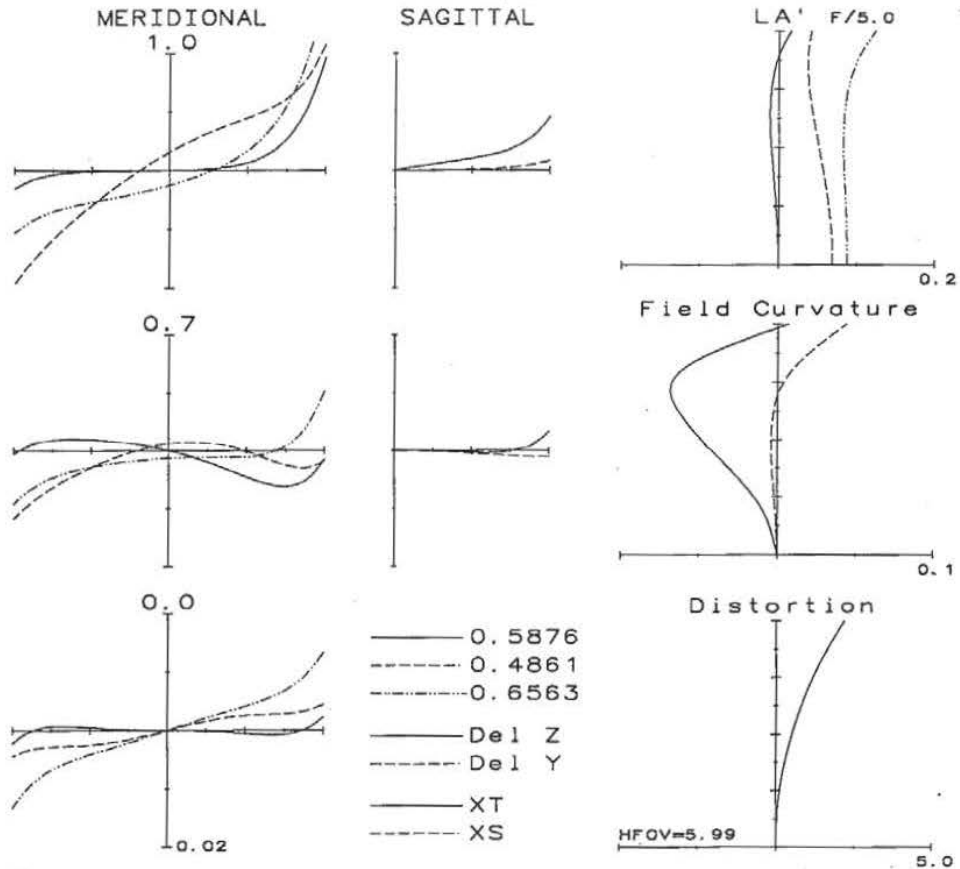 MERIDIONAL
SAGITTAL
LA' F/5.0
1.0
0.2
Field Curvature
0.7
0.1
Distortion
0.0
0.5876
0.4861
0.6563
Del Z
Del Y
XT
XS
0.02
HFOV=5.99
5.0